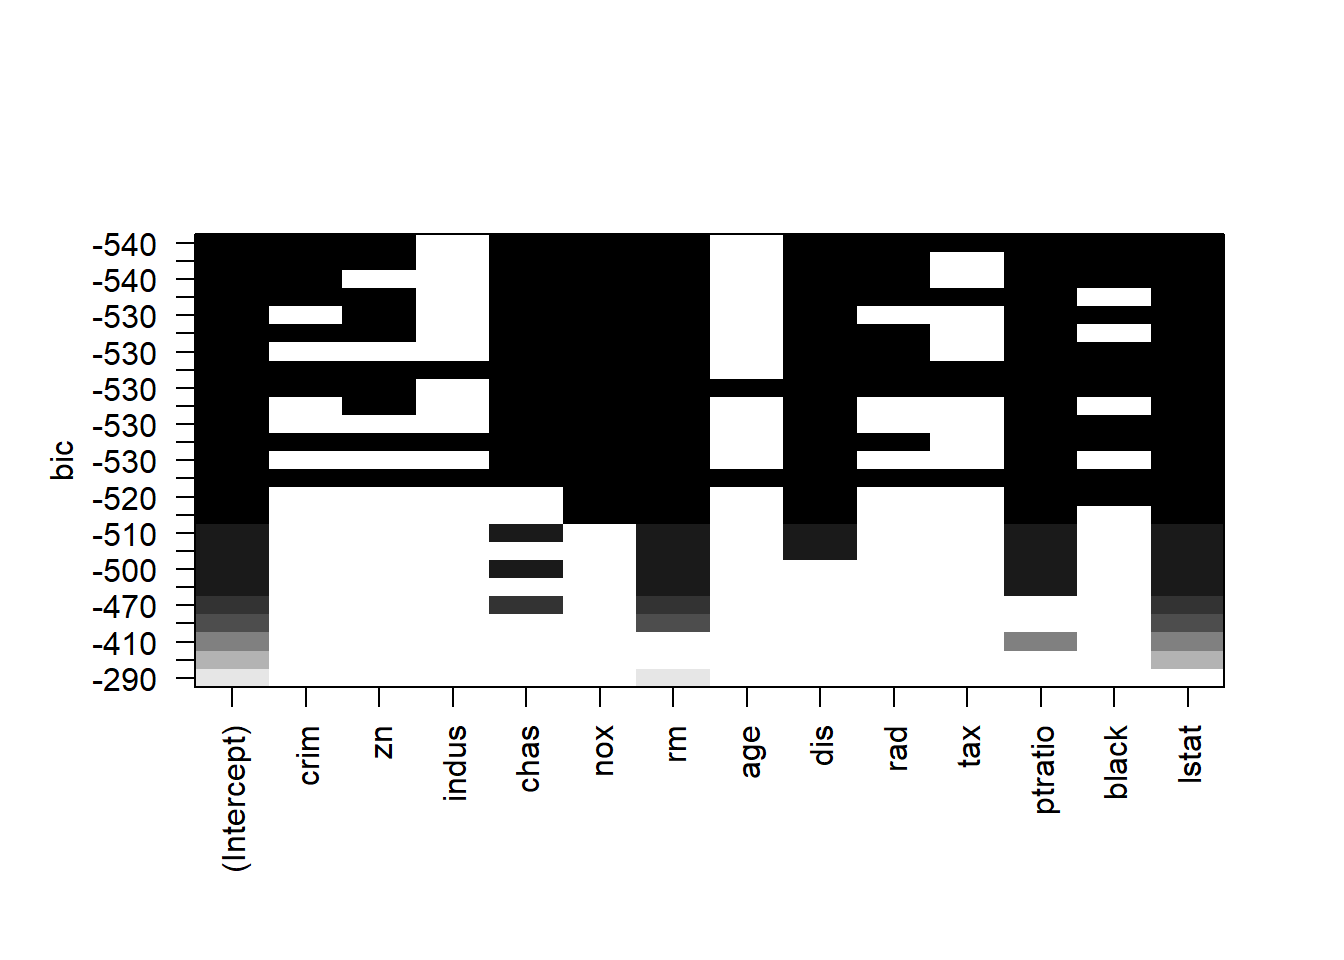 bic
-540
-540
-530
-530
-530
-530
-530
-520
-510
-500
-470
-410
-290
(Intercept)
crim
zn
indus
chas
nox
rm
age
dis
rad
tax
ptratio
black
lstat